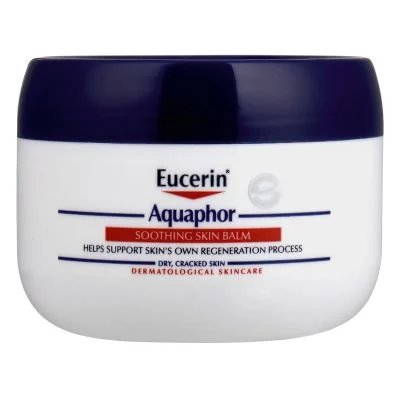 Eucerin®
Aquaphor
SOOTHING SKIN BALM
HELPS SUPPORT SKIN'S OWN REGENERATION PROCESS
DRY, CRACKED SKIN
DERMATOLOGICAL SKINCARE